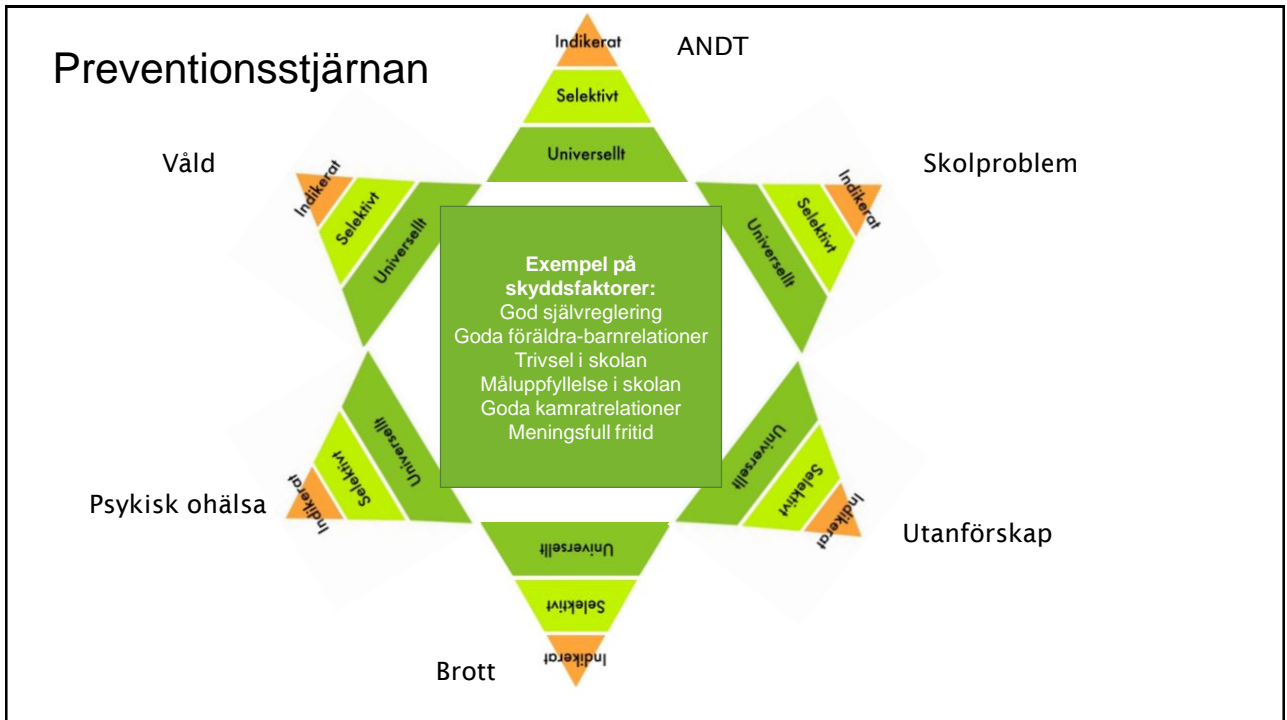 Preventionsstjärnan
ANDT
Indikerat
Selektivt
Universellt
Våld
Indikerat
Selektivt
Universellt
Skolproblem
Indikerat
Selektivt
Universellt
Exempel på
skyddsfaktorer:
God självreglering
Goda föräldra-barnrelationer
Trivsel i skolan
Måluppfyllelse i skolan
Goda kamratrelationer
Meningsfull fritid
Psykisk ohälsa
Indikerat
Selektivt
Universellt
Universellt
Selektivt
Indikerat
Utanförskap
Universellt
Selektivt
Indikerat
Brott